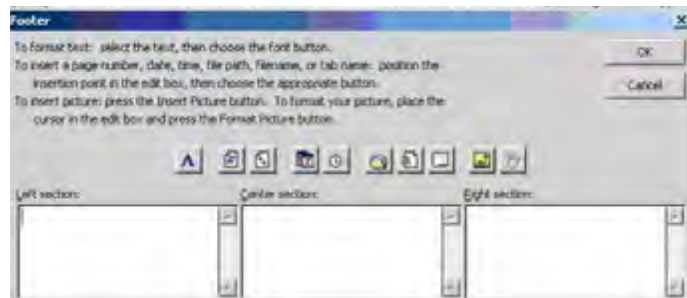 Footer
To format text: select the text, then choose the font button.
To insert a page number, date, time, file path, filename, or tab name: position the
insertion point in the edit box, then choose the appropriate button.
To insert picture: press the Insert Picture button. To format your picture, place the
cursor in the edit box and press the Format Picture button.
OK
Cancel
A
Left section:
Center section:
Right section: